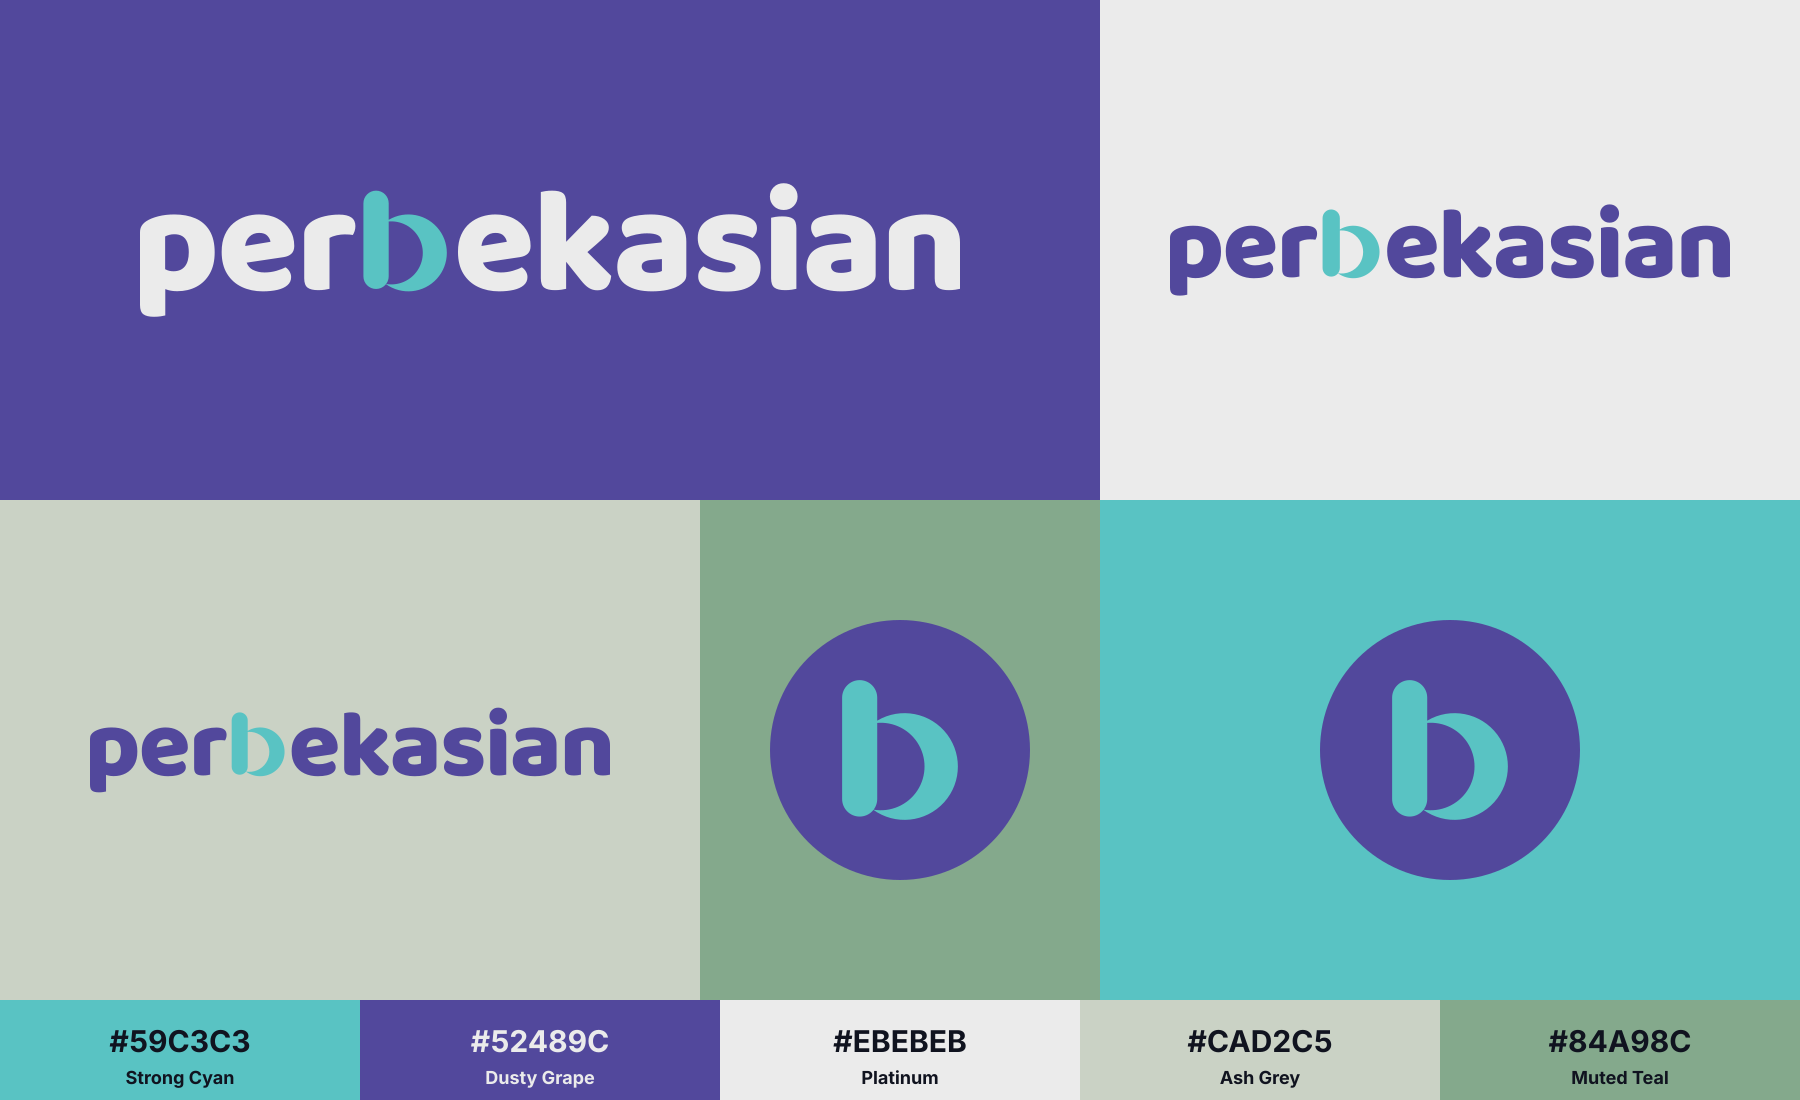 perbekasian
perbekasian
perbekasian
b
b
#59C3C3
Strong Cyan
#52489C
Dusty Grape
#EBEBEB
Platinum
#CAD2C5
Ash Grey
#84A98C
Muted Teal